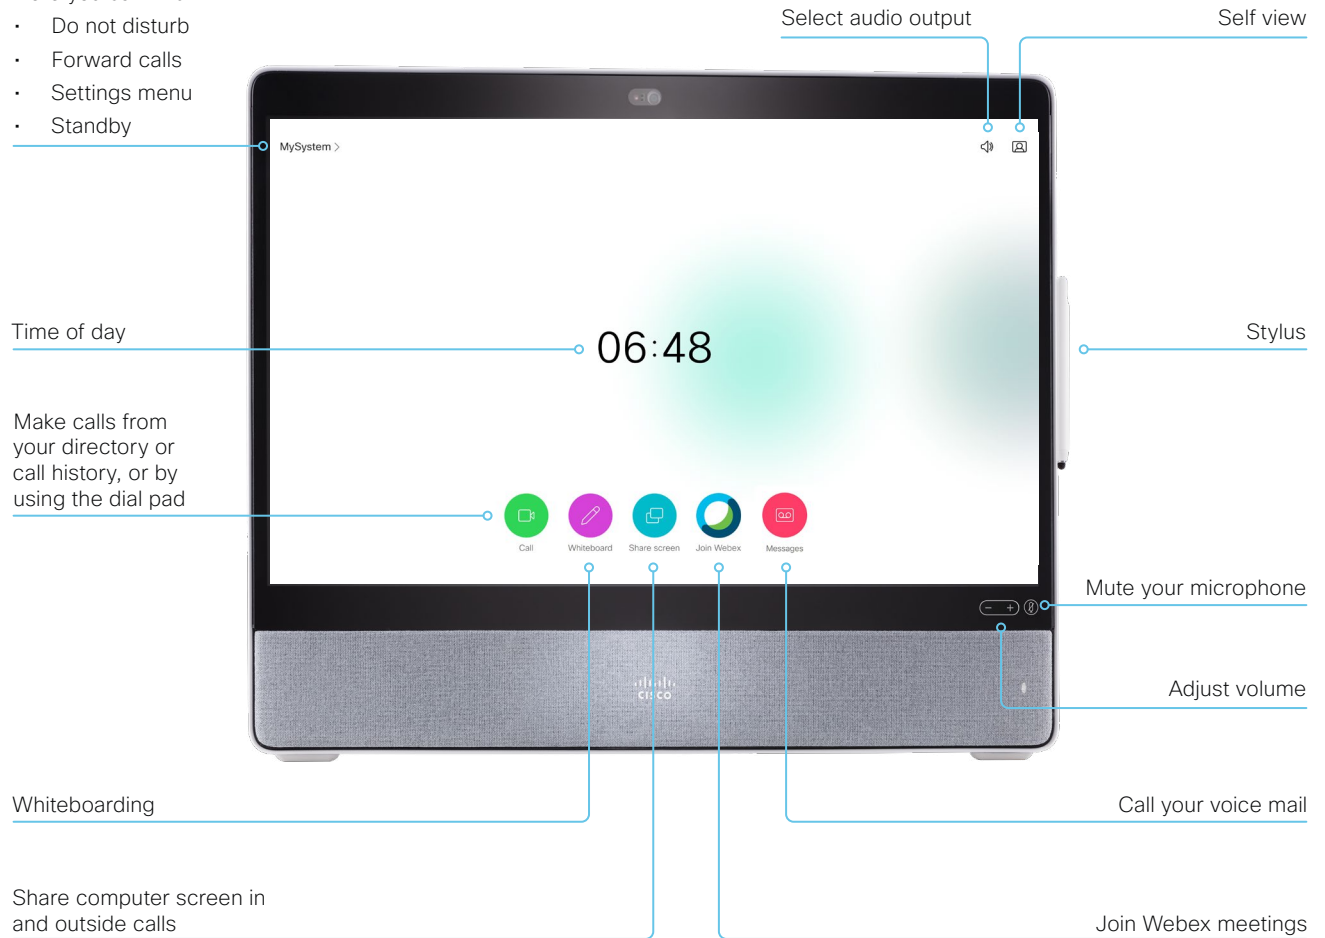 · Do not disturb
· Forward calls
· Settings menu
· Standby
Select audio output
Self view
MySystem >
Time of day
06:48
Stylus
Make calls from
your directory or
call history, or by
using the dial pad
Call
Whiteboard
Share screen
Join Webex
Messages
Mute your microphone
CISCO
Adjust volume
Whiteboarding
Call your voice mail
Share computer screen in
and outside calls
Join Webex meetings